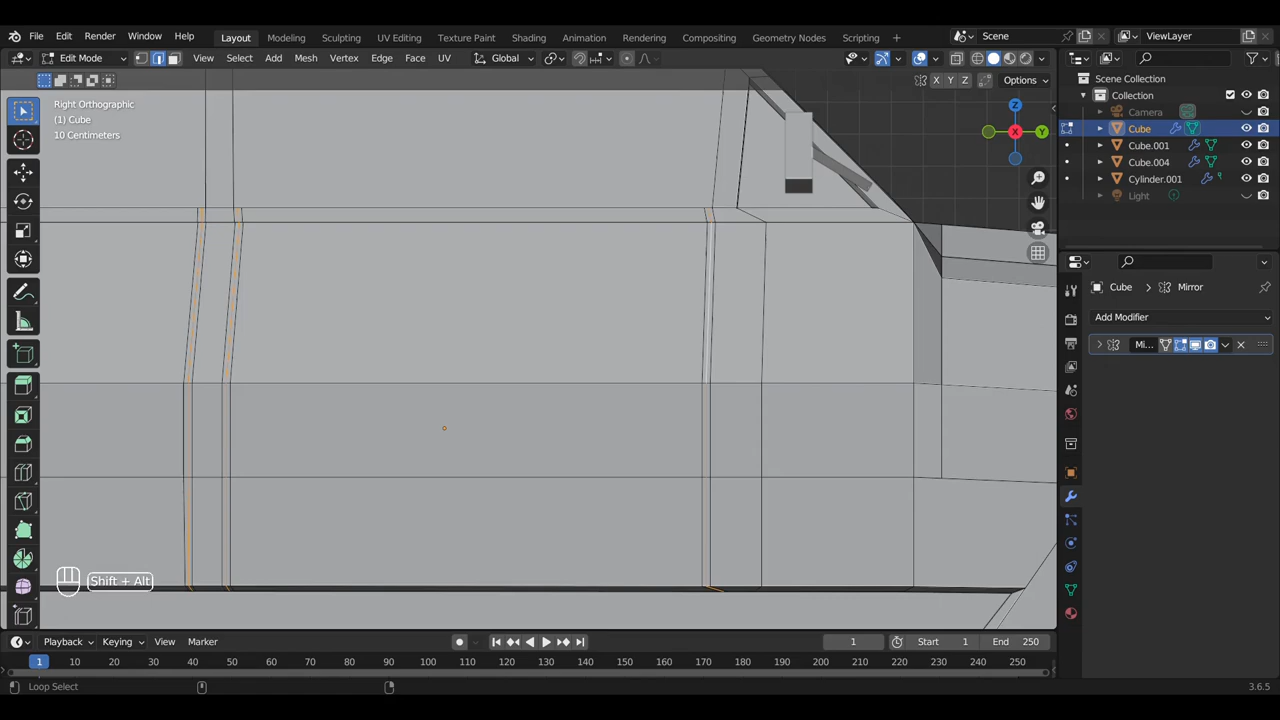 File Edit Render Window Help Layout Modeling Sculpting UV Editing Texture Paint Shading Animation Rendering Compositing Geometry Nodes Scripting Scene ViewLayer
Edit Mode View Select Add Mesh Vertex Edge Face UV Global
X Y Z Options
Right Orthographic
(1) Cube
10 Centimeters
Z
Y
X
Scene Collection
Collection
Camera
Cube
Cube.001
Cube.004
Cylinder.001
Light
Cube > Mirror
Add Modifier
Mi...
Shift + Alt
Playback Keying View Marker 1 Start 1 End 250
1 10 20 30 40 50 60 70 80 90 100 110 120 130 140 150 160 170 180 190 200 210 220 230 240 250
Loop Select 3.6.5